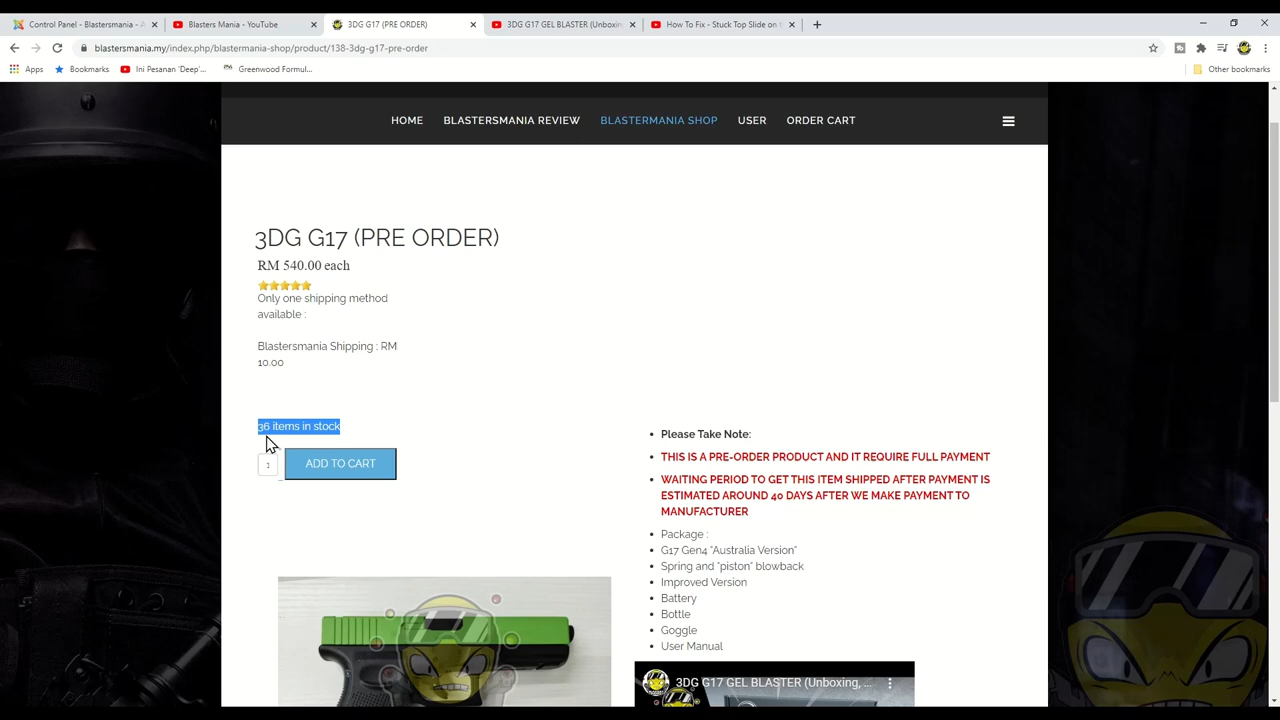 Control Panel - Blastersmania - A
Blasters Mania - YouTube
3DG G17 (PRE ORDER)
3DG G17 GEL BLASTER (Unboxin
How To Fix - Stuck Top Slide on t
blastersmania.my/index.php/blastermania-shop/product/138-3dg-g17-pre-order
Apps
Bookmarks
Ini Pesanan 'Deep'...
Greenwood Formul...
Other bookmarks
HOME
BLASTERSMANIA REVIEW
BLASTERMANIA SHOP
USER
ORDER CART
3DG G17 (PRE ORDER)
RM 540.00 each
Only one shipping method
available :
Blastersmania Shipping : RM
10.00
36 items in stock
1
ADD TO CART
Please Take Note:
THIS IS A PRE-ORDER PRODUCT AND IT REQUIRE FULL PAYMENT
WAITING PERIOD TO GET THIS ITEM SHIPPED AFTER PAYMENT IS
ESTIMATED AROUND 40 DAYS AFTER WE MAKE PAYMENT TO
MANUFACTURER
Package :
G17 Gen4 "Australia Version"
Spring and "piston" blowback
Improved Version
Battery
Bottle
Goggle
User Manual
3DG G17 GEL BLASTER (Unboxing, ...